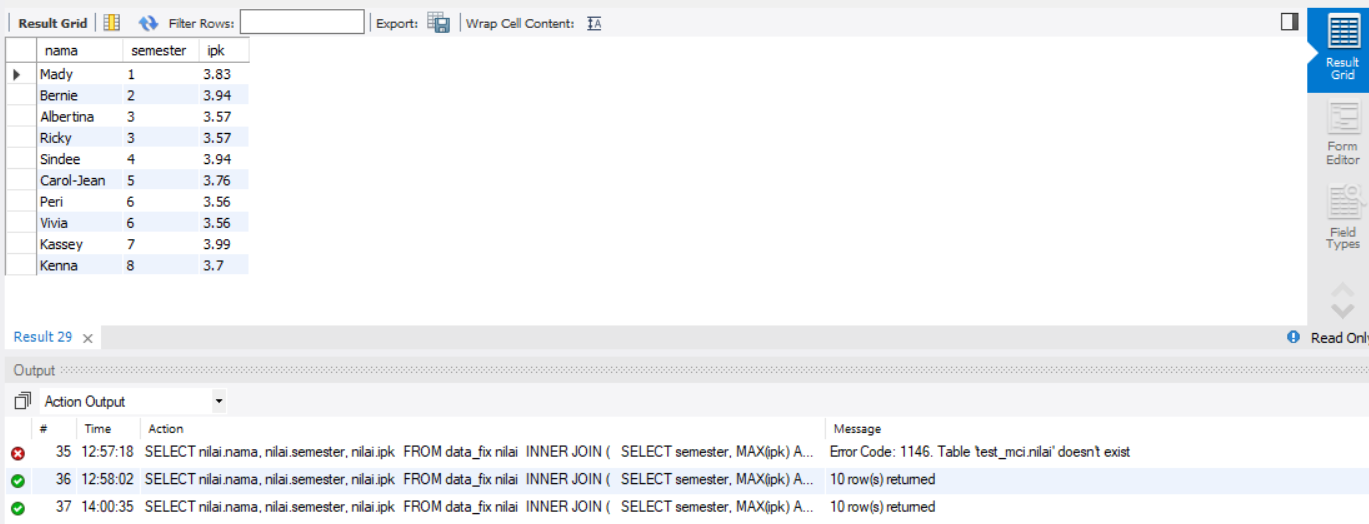 Result Grid Filter Rows: Export: Wrap Cell Content:
nama semester ipk
Mady 1 3.83
Bernie 2 3.94
Albertina 3 3.57
Ricky 3 3.57
Sindee 4 3.94
Carol-Jean 5 3.76
Peri 6 3.56
Vivia 6 3.56
Kassey 7 3.99
Kenna 8 3.7
Result
Grid
Form
Editor
Field
Types
Result 29 Read Only
Output
Action Output
# Time Action Message
35 12:57:18 SELECT nilai.nama, nilai.semester, nilai.ipk FROM data_fix nilai INNER JOIN ( SELECT semester, MAX(ipk) A... Error Code: 1146. Table 'test_mci.nilai' doesn't exist
36 12:58:02 SELECT nilai.nama, nilai.semester, nilai.ipk FROM data_fix nilai INNER JOIN ( SELECT semester, MAX(ipk) A... 10 row(s) returned
37 14:00:35 SELECT nilai.nama, nilai.semester, nilai.ipk FROM data_fix nilai INNER JOIN ( SELECT semester, MAX(ipk) A... 10 row(s) returned